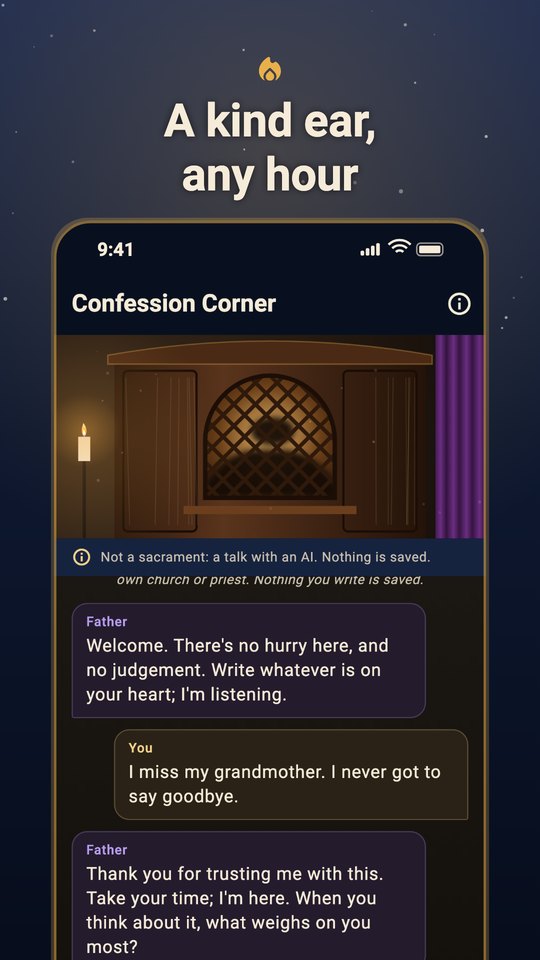 A kind ear,
any hour
9:41
Confession Corner
Not a sacrament: a talk with an AI. Nothing is saved.
own church or priest. Nothing you write is saved.
Father
Welcome. There's no hurry here, and
no judgement. Write whatever is on
your heart; I'm listening.
You
I miss my grandmother. I never got to
say goodbye.
Father
Thank you for trusting me with this.
Take your time; I'm here. When you
think about it, what weighs on you
most?